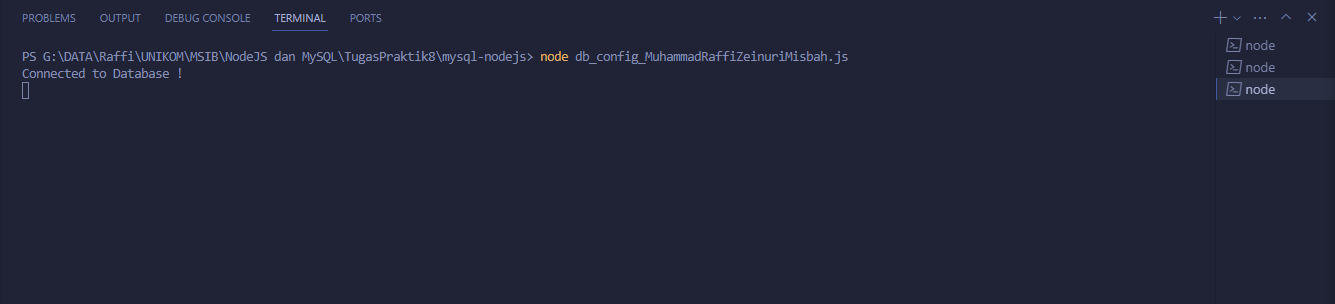 PROBLEMS OUTPUT DEBUG CONSOLE TERMINAL PORTS
PS G:\DATA\Raffi\UNIKOM\MSIB\NodeJS dan MySQL\TugasPraktik8\mysql-nodejs> node db_config_MuhammadRaffiZeinuriMisbah.js
Connected to Database !
node
node
node